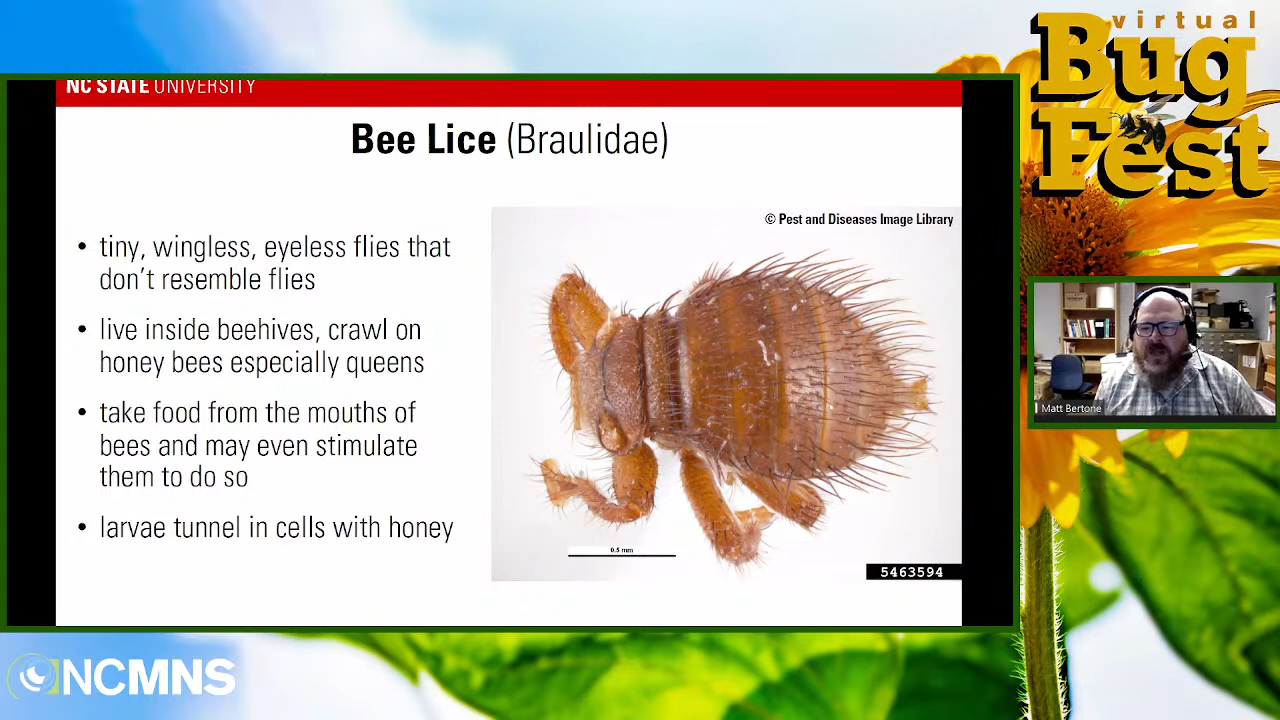 virtual
Bug
Fest
NC STATE UNIVERSITY
Bee Lice (Braulidae)
© Pest and Diseases Image Library
• tiny, wingless, eyeless flies that
don't resemble flies
• live inside beehives, crawl on
honey bees especially queens
• take food from the mouths of
bees and may even stimulate
them to do so
• larvae tunnel in cells with honey
0.5 mm
5463594
Matt Bertone
NCMNS